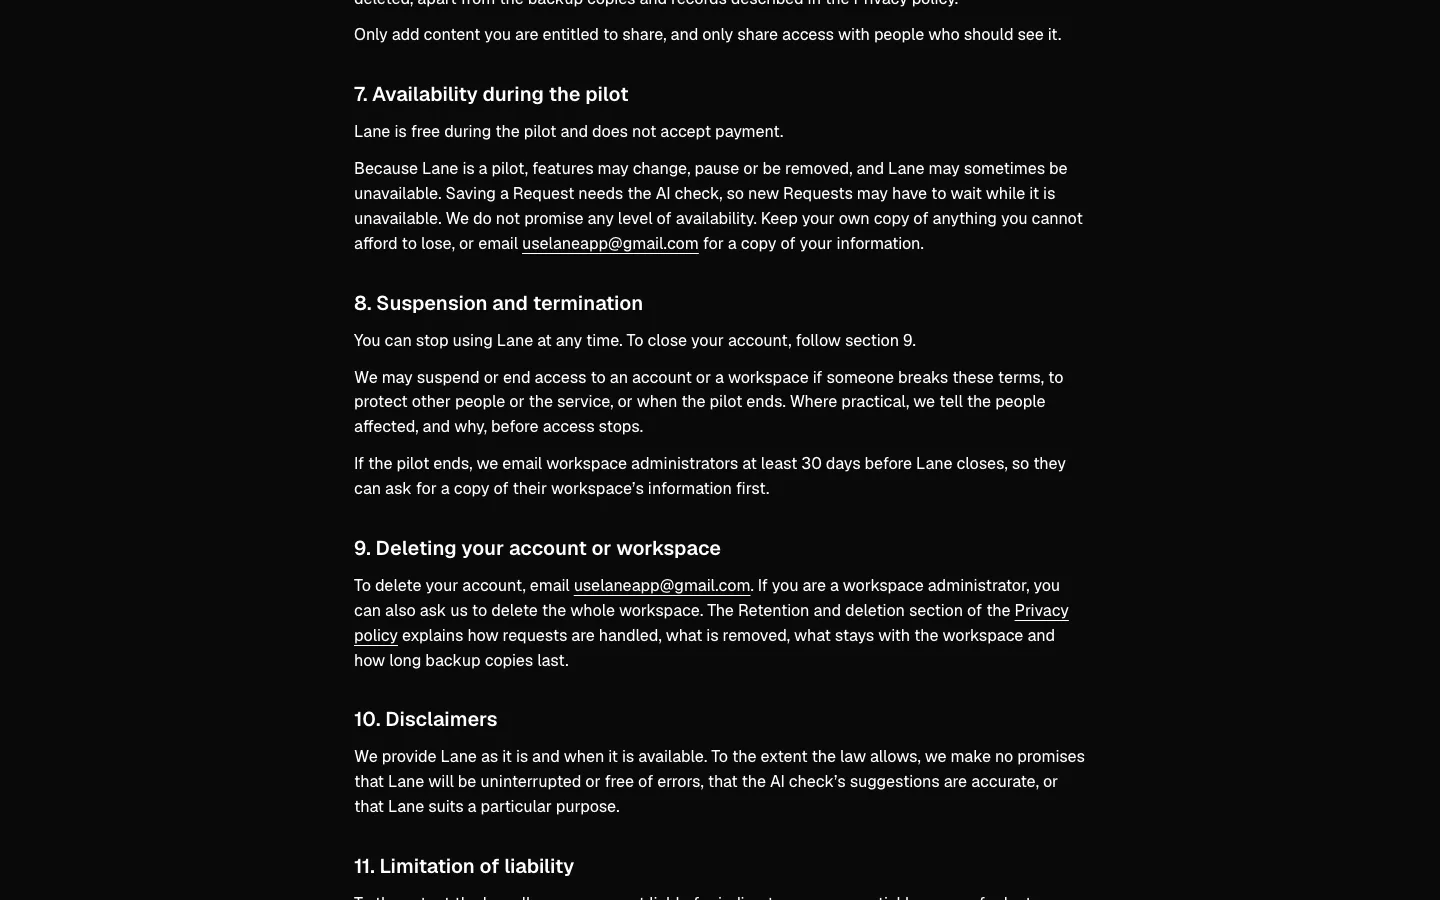 deleted, apart from the backup copies and records described in the Privacy policy.
Only add content you are entitled to share, and only share access with people who should see it.
7. Availability during the pilot
Lane is free during the pilot and does not accept payment.
Because Lane is a pilot, features may change, pause or be removed, and Lane may sometimes be
unavailable. Saving a Request needs the AI check, so new Requests may have to wait while it is
unavailable. We do not promise any level of availability. Keep your own copy of anything you cannot
afford to lose, or email uselaneapp@gmail.com for a copy of your information.
8. Suspension and termination
You can stop using Lane at any time. To close your account, follow section 9.
We may suspend or end access to an account or a workspace if someone breaks these terms, to
protect other people or the service, or when the pilot ends. Where practical, we tell the people
affected, and why, before access stops.
If the pilot ends, we email workspace administrators at least 30 days before Lane closes, so they
can ask for a copy of their workspace’s information first.
9. Deleting your account or workspace
To delete your account, email uselaneapp@gmail.com. If you are a workspace administrator, you
can also ask us to delete the whole workspace. The Retention and deletion section of the Privacy
policy explains how requests are handled, what is removed, what stays with the workspace and
how long backup copies last.
10. Disclaimers
We provide Lane as it is and when it is available. To the extent the law allows, we make no promises
that Lane will be uninterrupted or free of errors, that the AI check’s suggestions are accurate, or
that Lane suits a particular purpose.
11. Limitation of liability